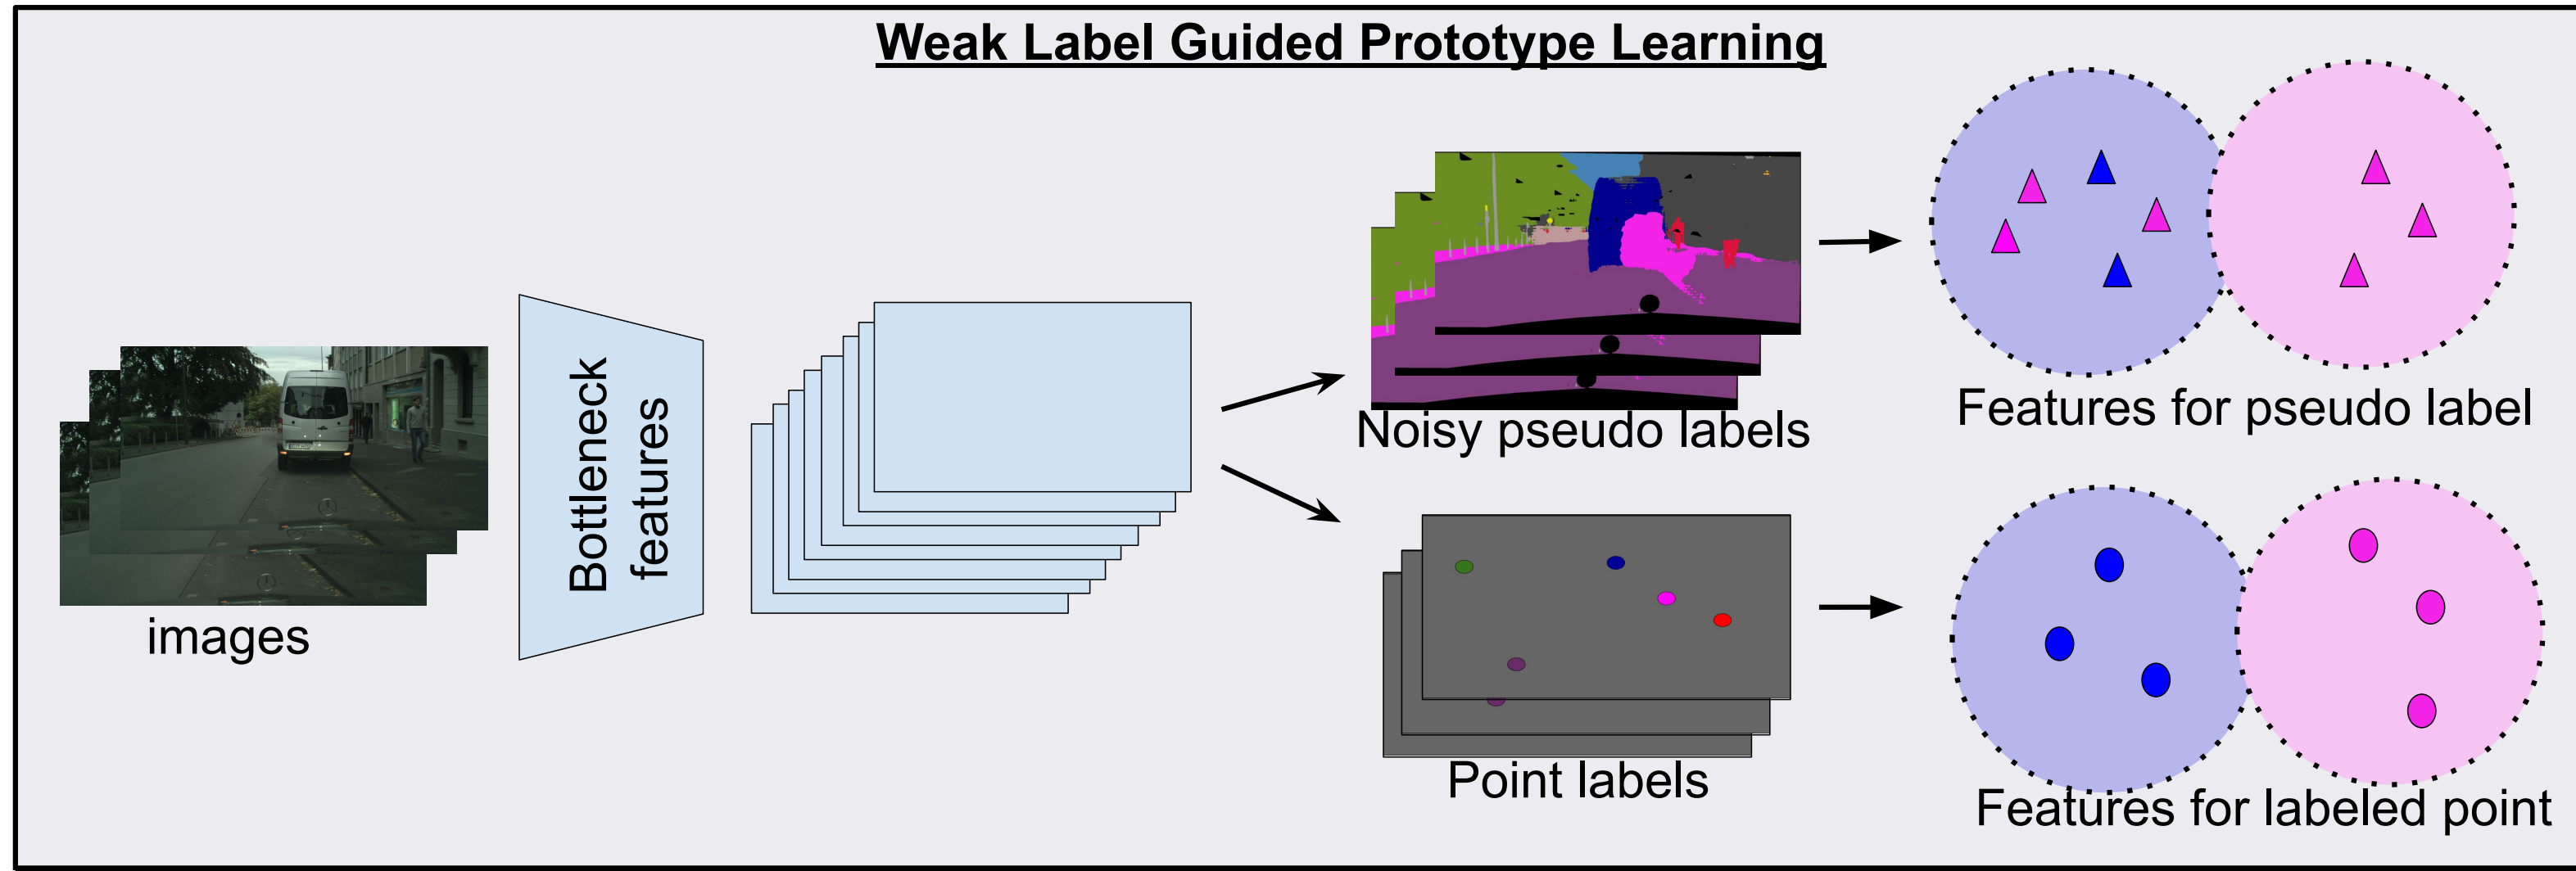 Weak Label Guided Prototype Learning
images
Bottleneck
features
Noisy pseudo labels
Features for pseudo label
Point labels
Features for labeled point